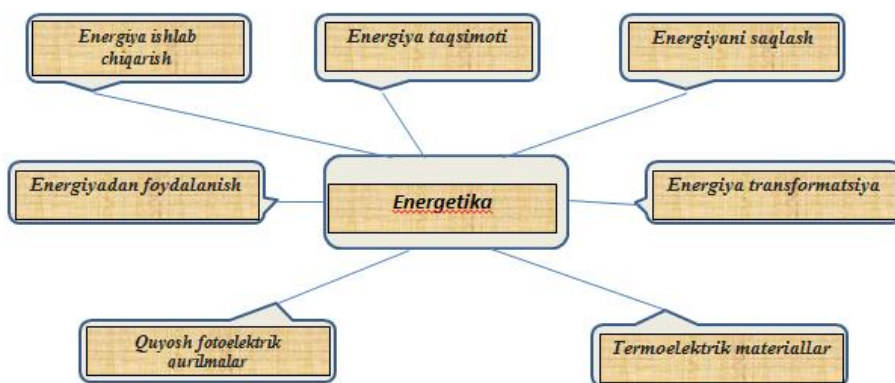 Energiya ishlab
chiqarish
Energiya taqsimoti
Energiyani saqlash
Energiyadan foydalanish
Energetika
Energiya transformatsiya
Quyosh fotoelektrik
qurilmalar
Termoelektrik materiallar